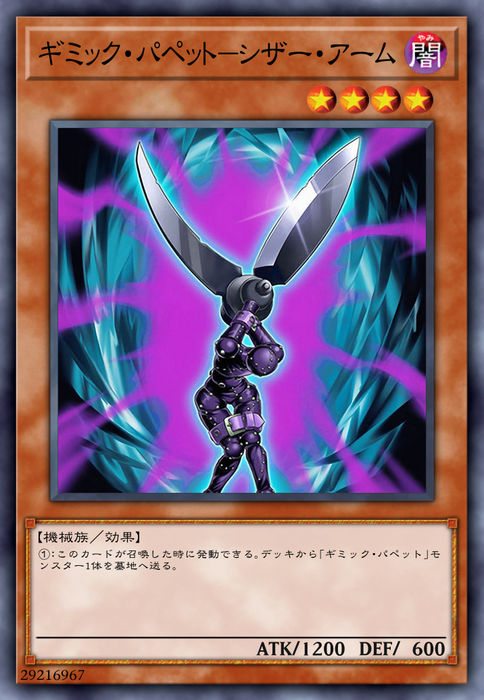 ギミック・パペットーシザー・アーム
やみ
闇
【機械族／効果】
①:このカードが召喚した時に発動できる。デッキから「ギミック・パペット」モ
ンスター1体を墓地へ送る。
ATK/1200 DEF/ 600
29216967